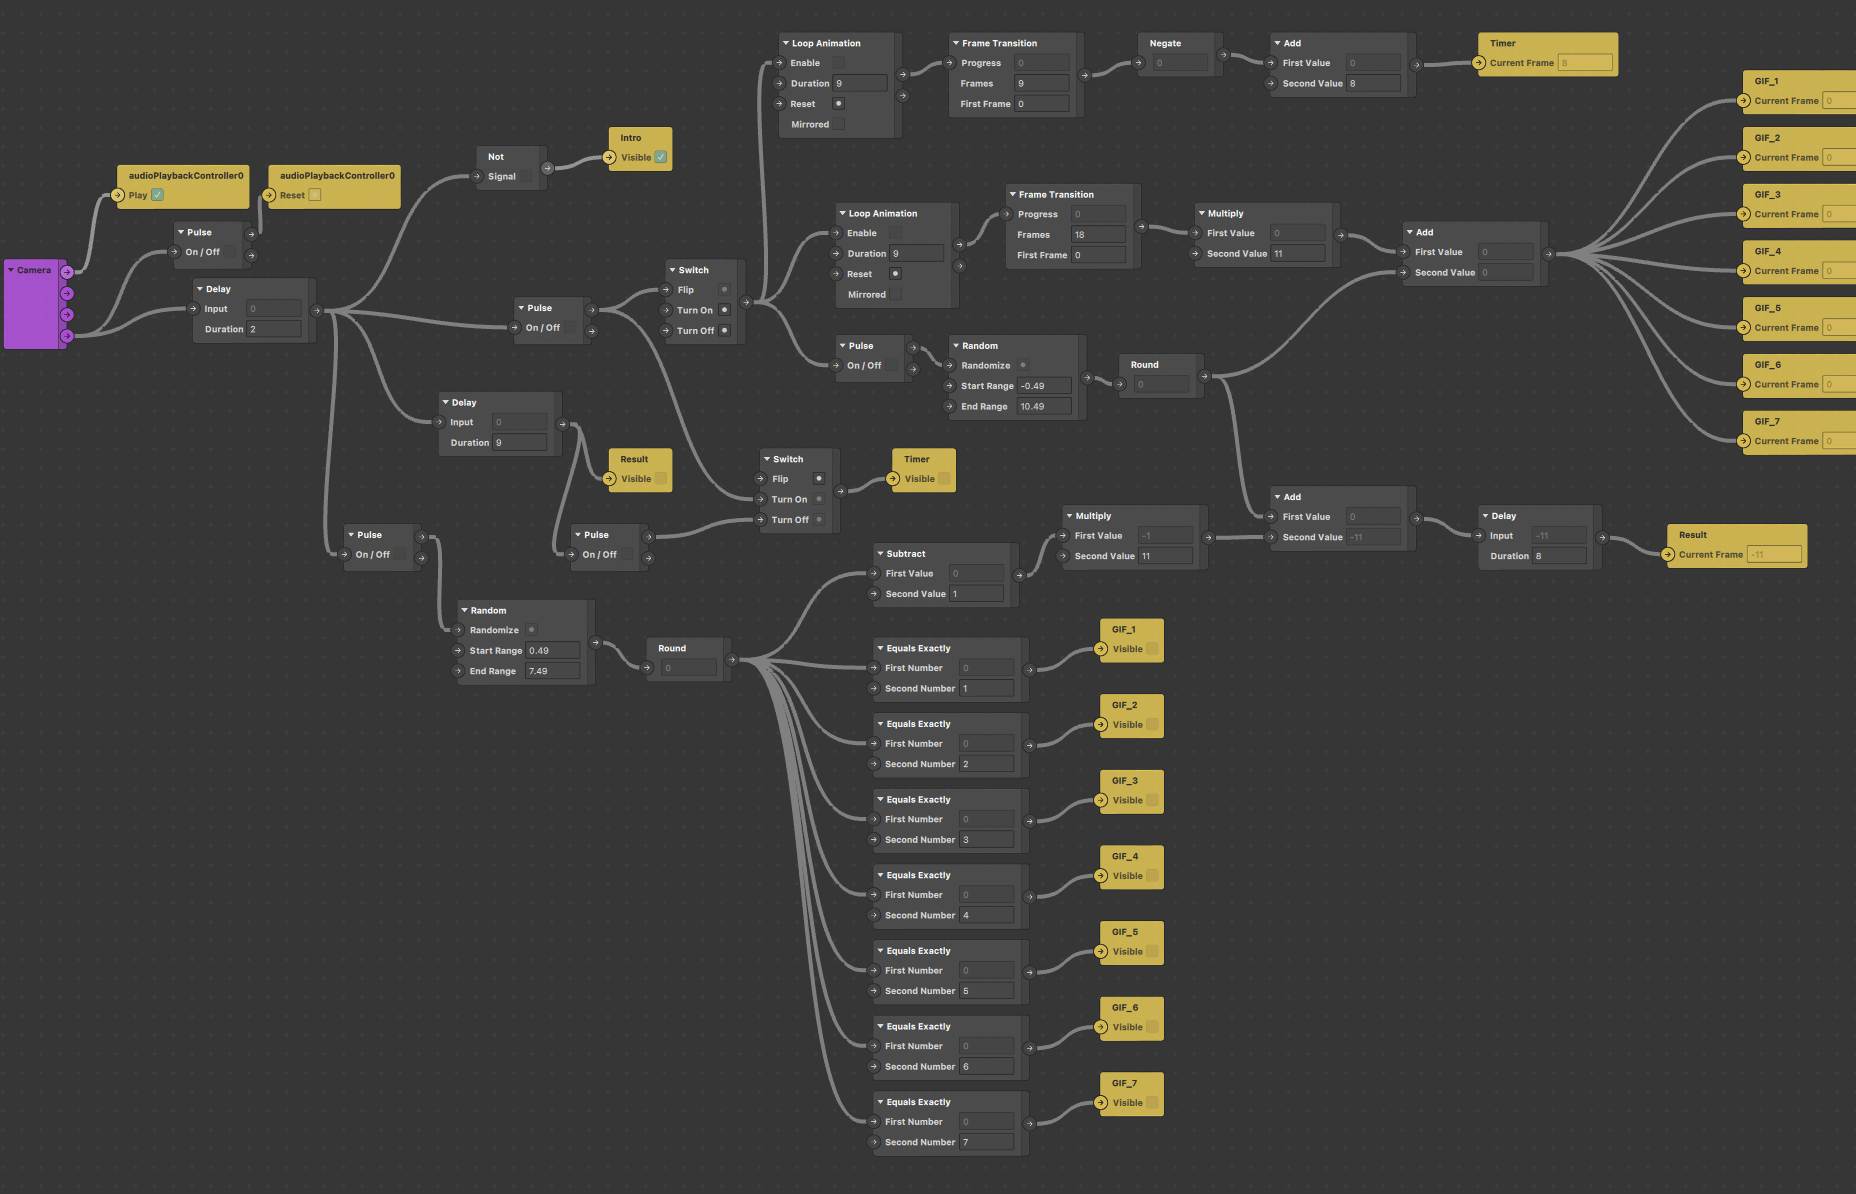 Camera
audioPlaybackController0
Play
audioPlaybackController0
Reset
Pulse
On / Off
Delay
Input 0
Duration 2
Not
Signal
Intro
Visible
Pulse
On / Off
Switch
Flip
Turn On
Turn Off
Delay
Input 0
Duration 9
Result
Visible
Pulse
On / Off
Pulse
On / Off
Switch
Flip
Turn On
Turn Off
Timer
Visible
Random
Randomize
Start Range 0.49
End Range 7.49
Round
0
Loop Animation
Enable
Duration 9
Reset
Mirrored
Frame Transition
Progress 0
Frames 9
First Frame 0
Negate
0
Add
First Value 0
Second Value 8
Timer
Current Frame 8
Loop Animation
Enable
Duration 9
Reset
Mirrored
Frame Transition
Progress 0
Frames 18
First Frame 0
Multiply
First Value 0
Second Value 11
Add
First Value 0
Second Value 0
Pulse
On / Off
Random
Randomize
Start Range -0.49
End Range 10.49
Round
0
GIF_1
Current Frame 0
GIF_2
Current Frame 0
GIF_3
Current Frame 0
GIF_4
Current Frame 0
GIF_5
Current Frame 0
GIF_6
Current Frame 0
GIF_7
Current Frame 0
Subtract
First Value 0
Second Value 1
Multiply
First Value -1
Second Value 11
Add
First Value 0
Second Value -11
Delay
Input -11
Duration 8
Result
Current Frame -11
Equals Exactly
First Number 0
Second Number 1
GIF_1
Visible
Equals Exactly
First Number 0
Second Number 2
GIF_2
Visible
Equals Exactly
First Number 0
Second Number 3
GIF_3
Visible
Equals Exactly
First Number 0
Second Number 4
GIF_4
Visible
Equals Exactly
First Number 0
Second Number 5
GIF_5
Visible
Equals Exactly
First Number 0
Second Number 6
GIF_6
Visible
Equals Exactly
First Number 0
Second Number 7
GIF_7
Visible